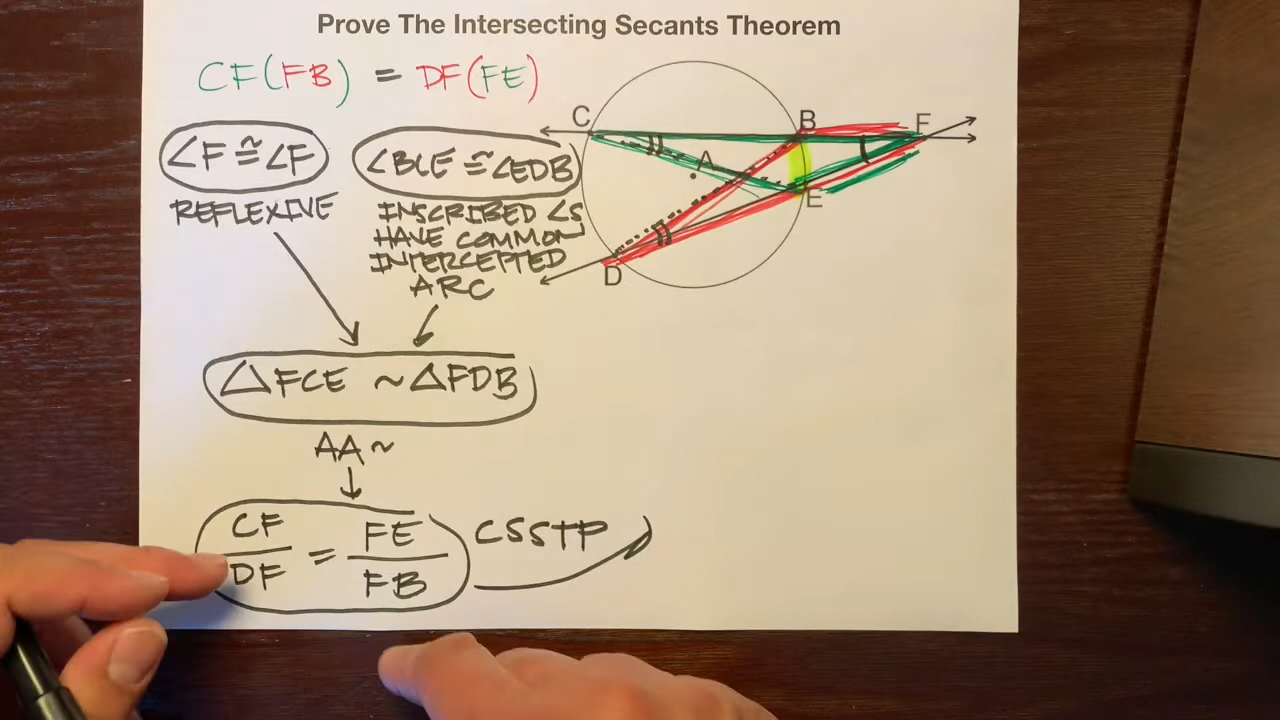 Prove The Intersecting Secants Theorem
CF(FB) = DF(FE)
∠F ≅ ∠F
REFLEXIVE
∠BCE ≅ ∠EDB
INSCRIBED ∠S
HAVE COMMON
INTERCEPTED
ARC
C
B
F
A
E
D
△FCE ~ △FDB
AA ~
CF/DF = FE/FB
CSSTP